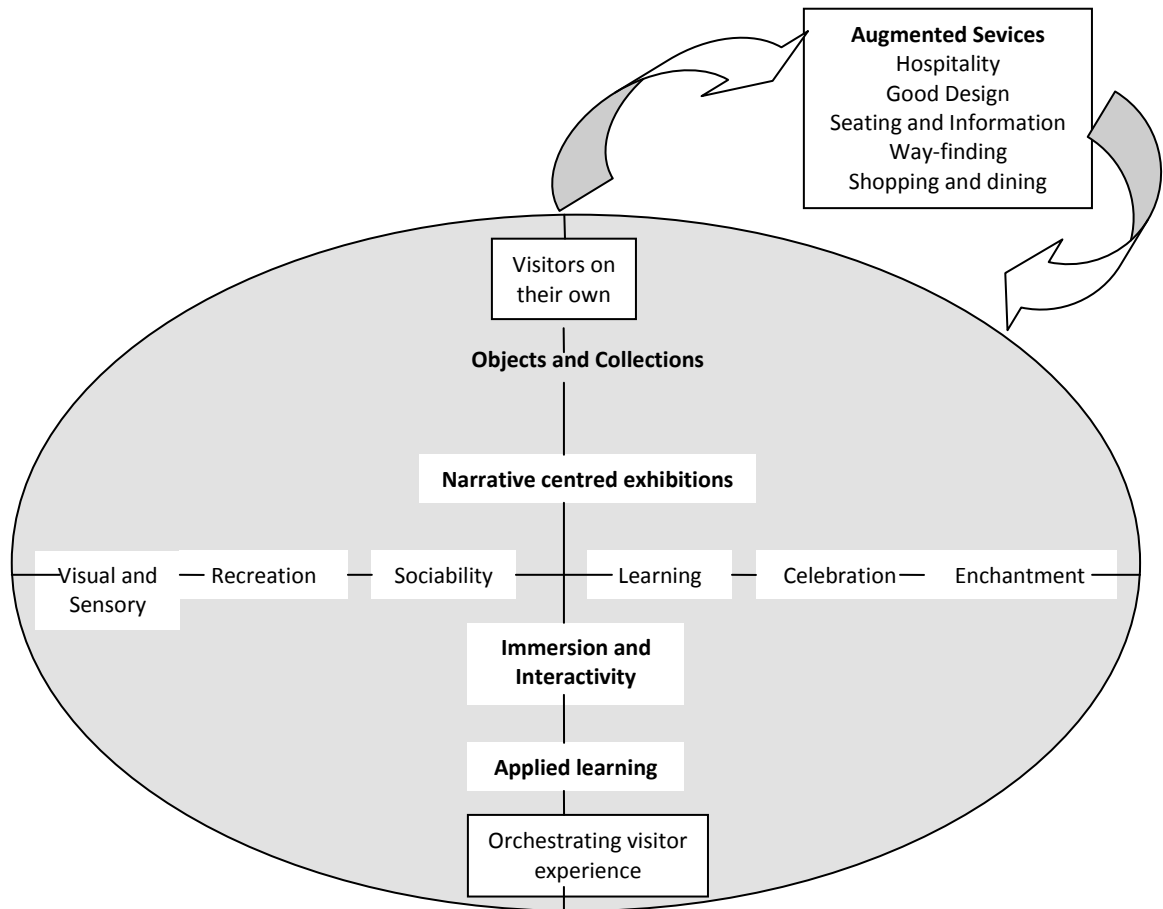 Augmented Sevices
Hospitality
Good Design
Seating and Information
Way-finding
Shopping and dining
Visitors on
their own
Objects and Collections
Narrative centred exhibitions
Visual and
Sensory
Recreation
Sociability
Learning
Celebration
Enchantment
Immersion and
Interactivity
Applied learning
Orchestrating visitor
experience